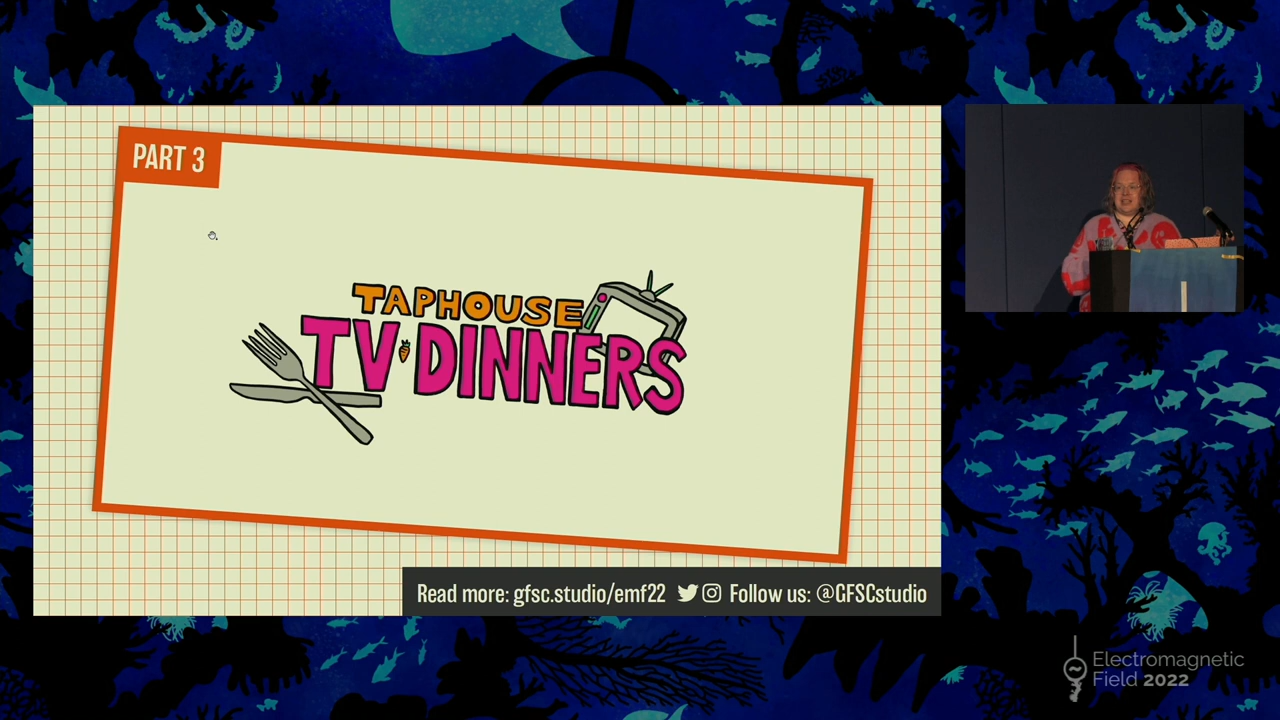 PART 3
TAPHOUSE
TV DINNERS
Read more: gfsc.studio/emf22 Follow us: @GFSCstudio
Electromagnetic
Field 2022